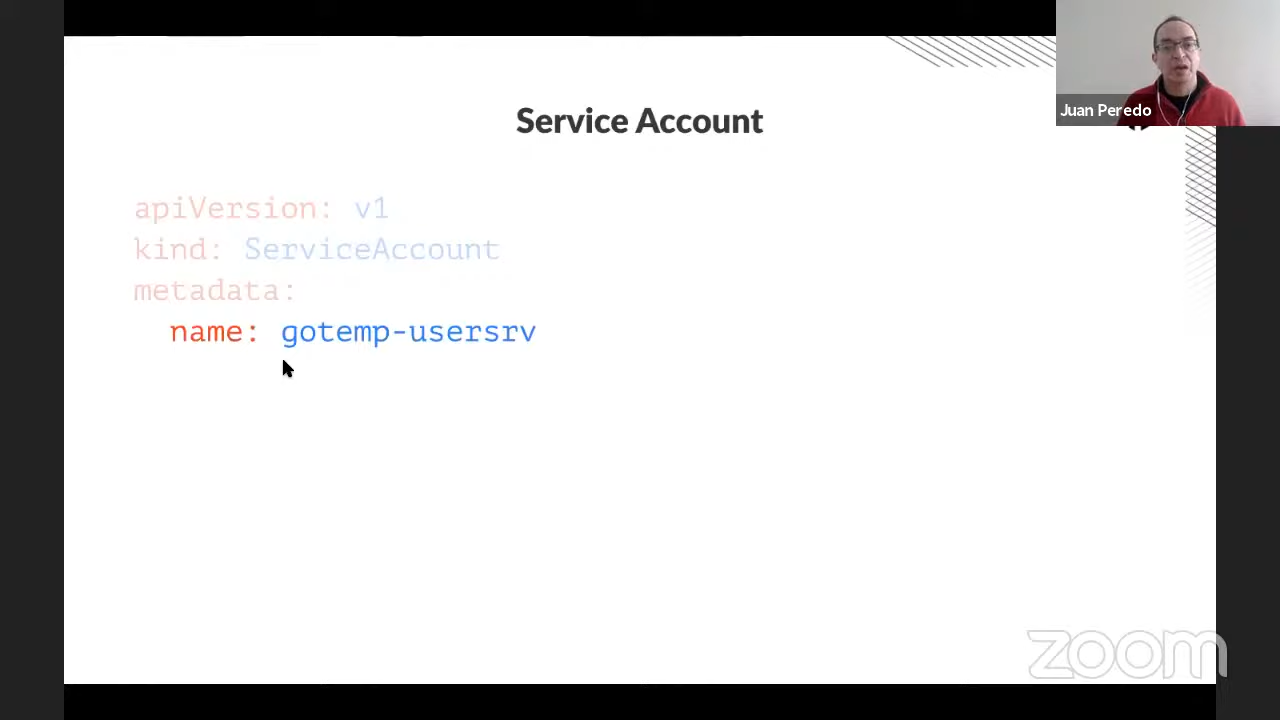 Service Account
Juan Peredo
apiVersion: v1
kind: ServiceAccount
metadata:
name: gotemp-usersrv
zoom